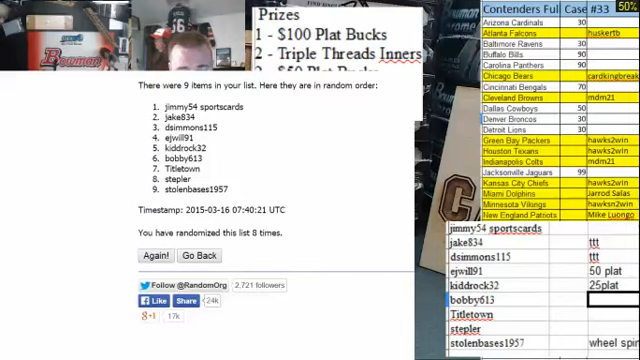 Bowman
Prizes
1 - $100 Plat Bucks
2 - Triple Threads Inners
There were 9 items in your list. Here they are in random order:
1. jimmy54 sportscards
2. jake834
3. dsimmons115
4. ejwill91
5. kiddrock32
6. bobby613
7. Titletown
8. stepler
9. stolenbases1957
Timestamp: 2015-03-16 07:40:21 UTC
You have randomized this list 8 times.
Again! Go Back
Follow @RandomOrg 2,721 followers
Like Share 24k
g+1 17k
Contenders Ful Case #33 50%
Arizona Cardinals 30
Atlanta Falcons huskertb
Baltimore Ravens 30
Buffalo Bills 90
Carolina Panthers 90
Chicago Bears cardkingbreak
Cincinnati Bengals 70
Cleveland Browns mdm21
Dallas Cowboys 50
Denver Broncos 30
Detroit Lions 30
Green Bay Packers hawks2win
Houston Texans hawks2win
Indianapolis Colts mdm21
Jacksonville Jaguars 99
Kansas City Chiefs hawks2win
Miami Dolphins Jarrod Salas
Minnesota Vikings hawksn2win
New England Patriots Mike Luongo
jimmy54 sportscards
jake834 ttt
dsimmons115 ttt
ejwill91 50 plat
kiddrock32 25plat
bobby613
Titletown
stepler
stolenbases1957 wheel spin